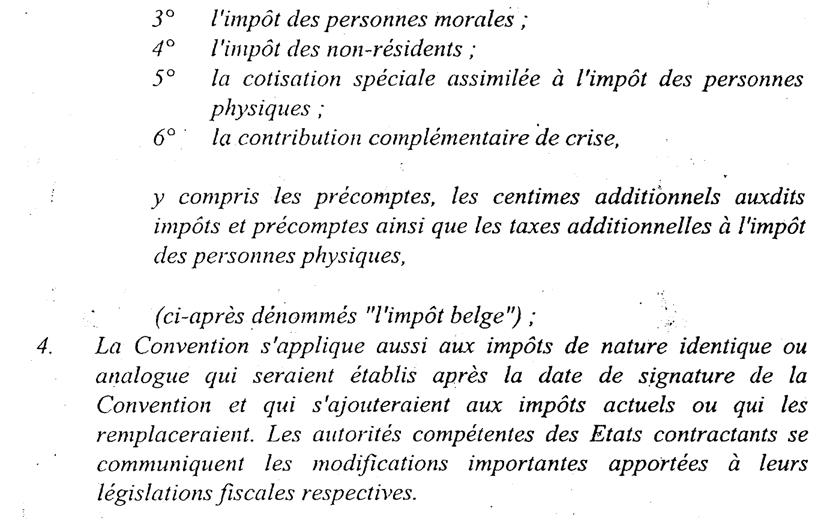 3° l'impôt des personnes morales ;
4° l'impôt des non-résidents ;
5° la cotisation spéciale assimilée à l'impôt des personnes
physiques ;
6° la contribution complémentaire de crise,
y compris les précomptes, les centimes additionnels auxdits
impôts et précomptes ainsi que les taxes additionnelles à l'impôt
des personnes physiques,
(ci-après dénommés "l'impôt belge") ;
4. La Convention s'applique aussi aux impôts de nature identique ou
analogue qui seraient établis après la date de signature de la
Convention et qui s'ajouteraient aux impôts actuels ou qui les
remplaceraient. Les autorités compétentes des Etats contractants se
communiquent les modifications importantes apportées à leurs
législations fiscales respectives.